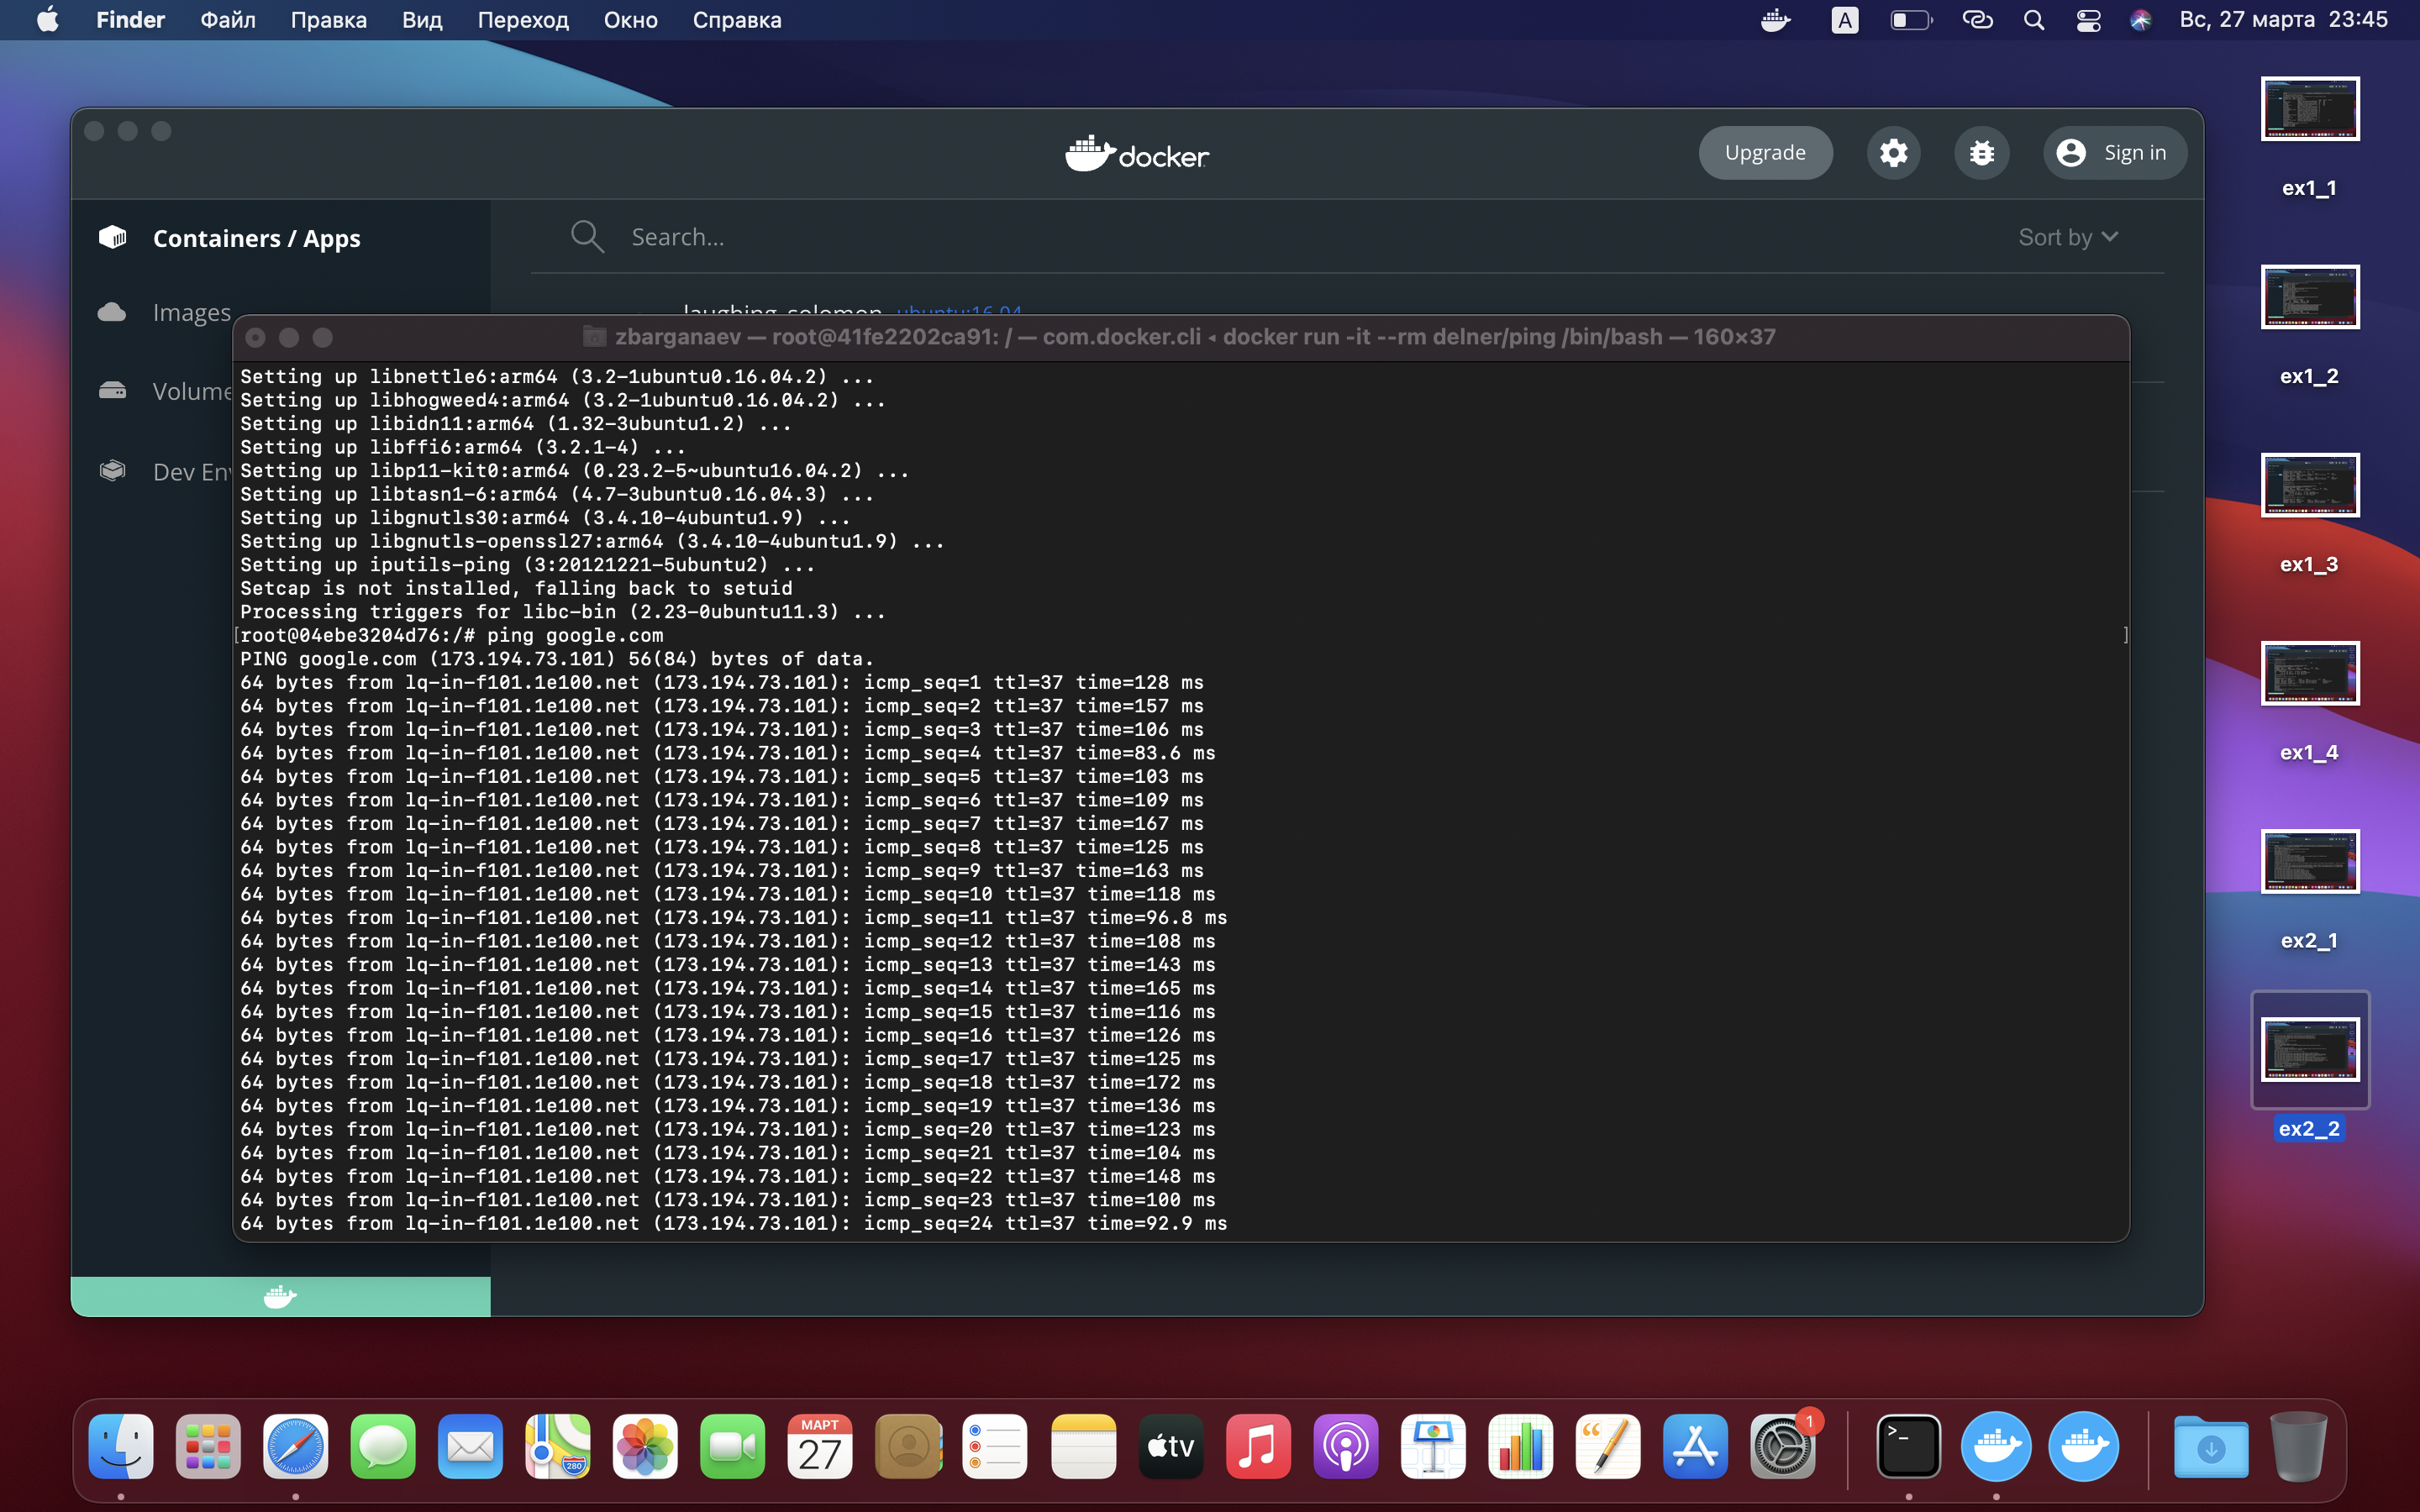 Finder Файл Правка Вид Переход Окно Справка A Вс, 27 марта 23:45
docker Upgrade Sign in
Containers / Apps
Search...
Sort by
Images
laughing_solomon ubuntu:16.04
Volume
Dev Env
zbarganaev — root@41fe2202ca91: / — com.docker.cli ◂ docker run -it --rm delner/ping /bin/bash — 160×37
Setting up libnettle6:arm64 (3.2-1ubuntu0.16.04.2) ...
Setting up libhogweed4:arm64 (3.2-1ubuntu0.16.04.2) ...
Setting up libidn11:arm64 (1.32-3ubuntu1.2) ...
Setting up libffi6:arm64 (3.2.1-4) ...
Setting up libp11-kit0:arm64 (0.23.2-5~ubuntu16.04.2) ...
Setting up libtasn1-6:arm64 (4.7-3ubuntu0.16.04.3) ...
Setting up libgnutls30:arm64 (3.4.10-4ubuntu1.9) ...
Setting up libgnutls-openssl27:arm64 (3.4.10-4ubuntu1.9) ...
Setting up iputils-ping (3:20121221-5ubuntu2) ...
Setcap is not installed, falling back to setuid
Processing triggers for libc-bin (2.23-0ubuntu11.3) ...
[root@04ebe3204d76:/# ping google.com ]
PING google.com (173.194.73.101) 56(84) bytes of data.
64 bytes from lq-in-f101.1e100.net (173.194.73.101): icmp_seq=1 ttl=37 time=128 ms
64 bytes from lq-in-f101.1e100.net (173.194.73.101): icmp_seq=2 ttl=37 time=157 ms
64 bytes from lq-in-f101.1e100.net (173.194.73.101): icmp_seq=3 ttl=37 time=106 ms
64 bytes from lq-in-f101.1e100.net (173.194.73.101): icmp_seq=4 ttl=37 time=83.6 ms
64 bytes from lq-in-f101.1e100.net (173.194.73.101): icmp_seq=5 ttl=37 time=103 ms
64 bytes from lq-in-f101.1e100.net (173.194.73.101): icmp_seq=6 ttl=37 time=109 ms
64 bytes from lq-in-f101.1e100.net (173.194.73.101): icmp_seq=7 ttl=37 time=167 ms
64 bytes from lq-in-f101.1e100.net (173.194.73.101): icmp_seq=8 ttl=37 time=125 ms
64 bytes from lq-in-f101.1e100.net (173.194.73.101): icmp_seq=9 ttl=37 time=163 ms
64 bytes from lq-in-f101.1e100.net (173.194.73.101): icmp_seq=10 ttl=37 time=118 ms
64 bytes from lq-in-f101.1e100.net (173.194.73.101): icmp_seq=11 ttl=37 time=96.8 ms
64 bytes from lq-in-f101.1e100.net (173.194.73.101): icmp_seq=12 ttl=37 time=108 ms
64 bytes from lq-in-f101.1e100.net (173.194.73.101): icmp_seq=13 ttl=37 time=143 ms
64 bytes from lq-in-f101.1e100.net (173.194.73.101): icmp_seq=14 ttl=37 time=165 ms
64 bytes from lq-in-f101.1e100.net (173.194.73.101): icmp_seq=15 ttl=37 time=116 ms
64 bytes from lq-in-f101.1e100.net (173.194.73.101): icmp_seq=16 ttl=37 time=126 ms
64 bytes from lq-in-f101.1e100.net (173.194.73.101): icmp_seq=17 ttl=37 time=125 ms
64 bytes from lq-in-f101.1e100.net (173.194.73.101): icmp_seq=18 ttl=37 time=172 ms
64 bytes from lq-in-f101.1e100.net (173.194.73.101): icmp_seq=19 ttl=37 time=136 ms
64 bytes from lq-in-f101.1e100.net (173.194.73.101): icmp_seq=20 ttl=37 time=123 ms
64 bytes from lq-in-f101.1e100.net (173.194.73.101): icmp_seq=21 ttl=37 time=104 ms
64 bytes from lq-in-f101.1e100.net (173.194.73.101): icmp_seq=22 ttl=37 time=148 ms
64 bytes from lq-in-f101.1e100.net (173.194.73.101): icmp_seq=23 ttl=37 time=100 ms
64 bytes from lq-in-f101.1e100.net (173.194.73.101): icmp_seq=24 ttl=37 time=92.9 ms
ex1_1
ex1_2
ex1_3
ex1_4
ex2_1
ex2_2
МАРТ
27
280
tv
1
>_